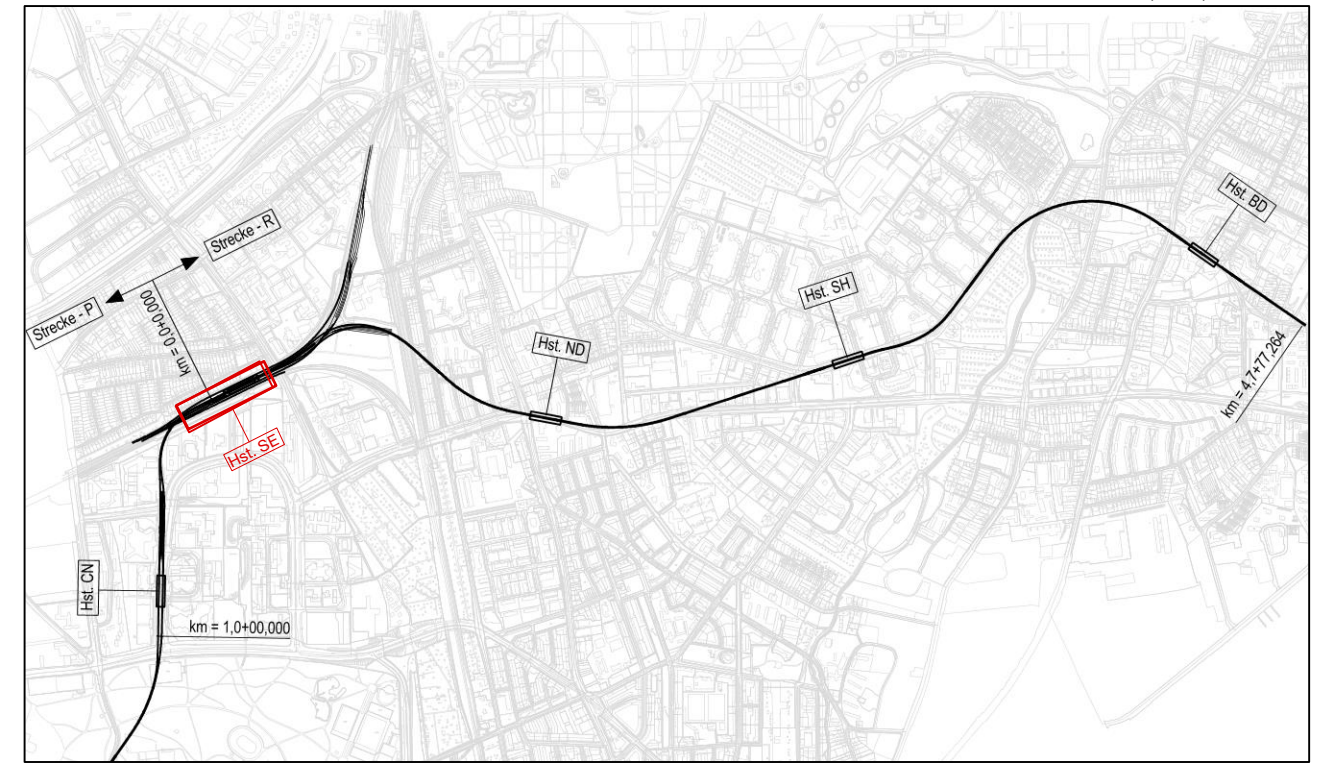 Hst. BD
Strecke - R
Strecke - P
km = 0,0+0,000
Hst. SH
km = 4,7+77,264
Hst. ND
Hst. SE
Hst. CN
km = 1,0+00,000